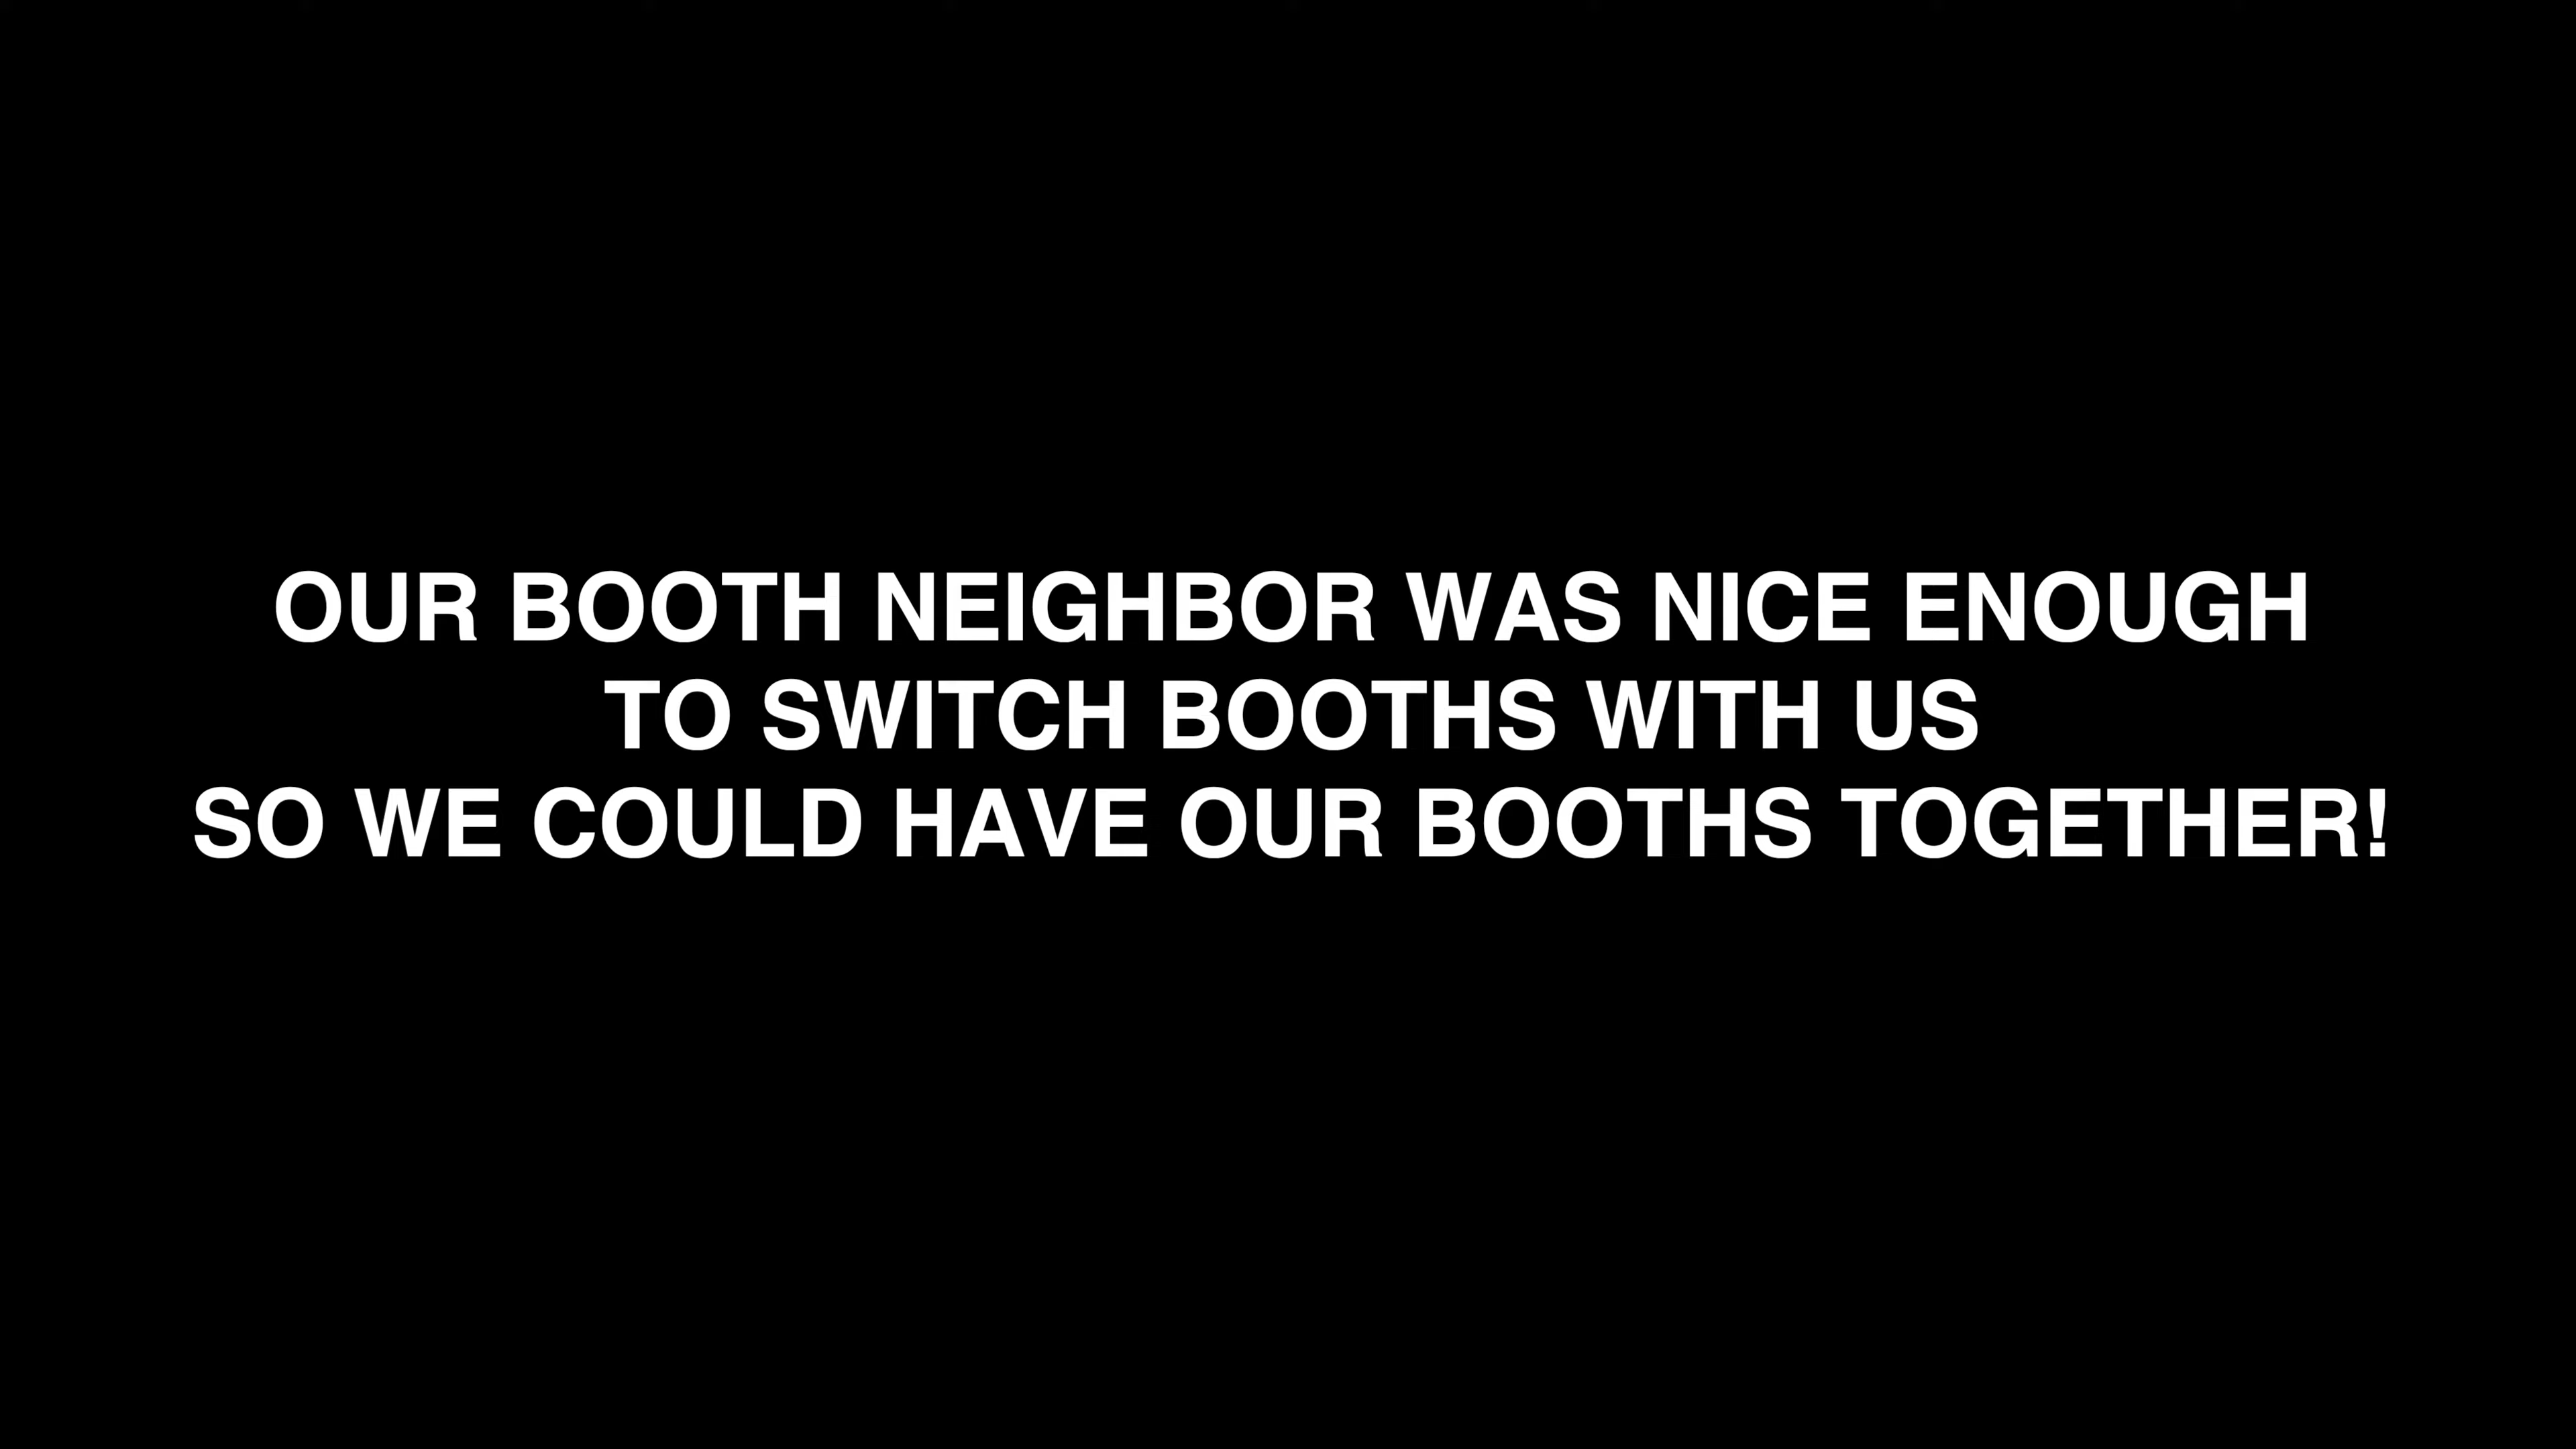 OUR BOOTH NEIGHBOR WAS NICE ENOUGH
TO SWITCH BOOTHS WITH US
SO WE COULD HAVE OUR BOOTHS TOGETHER!